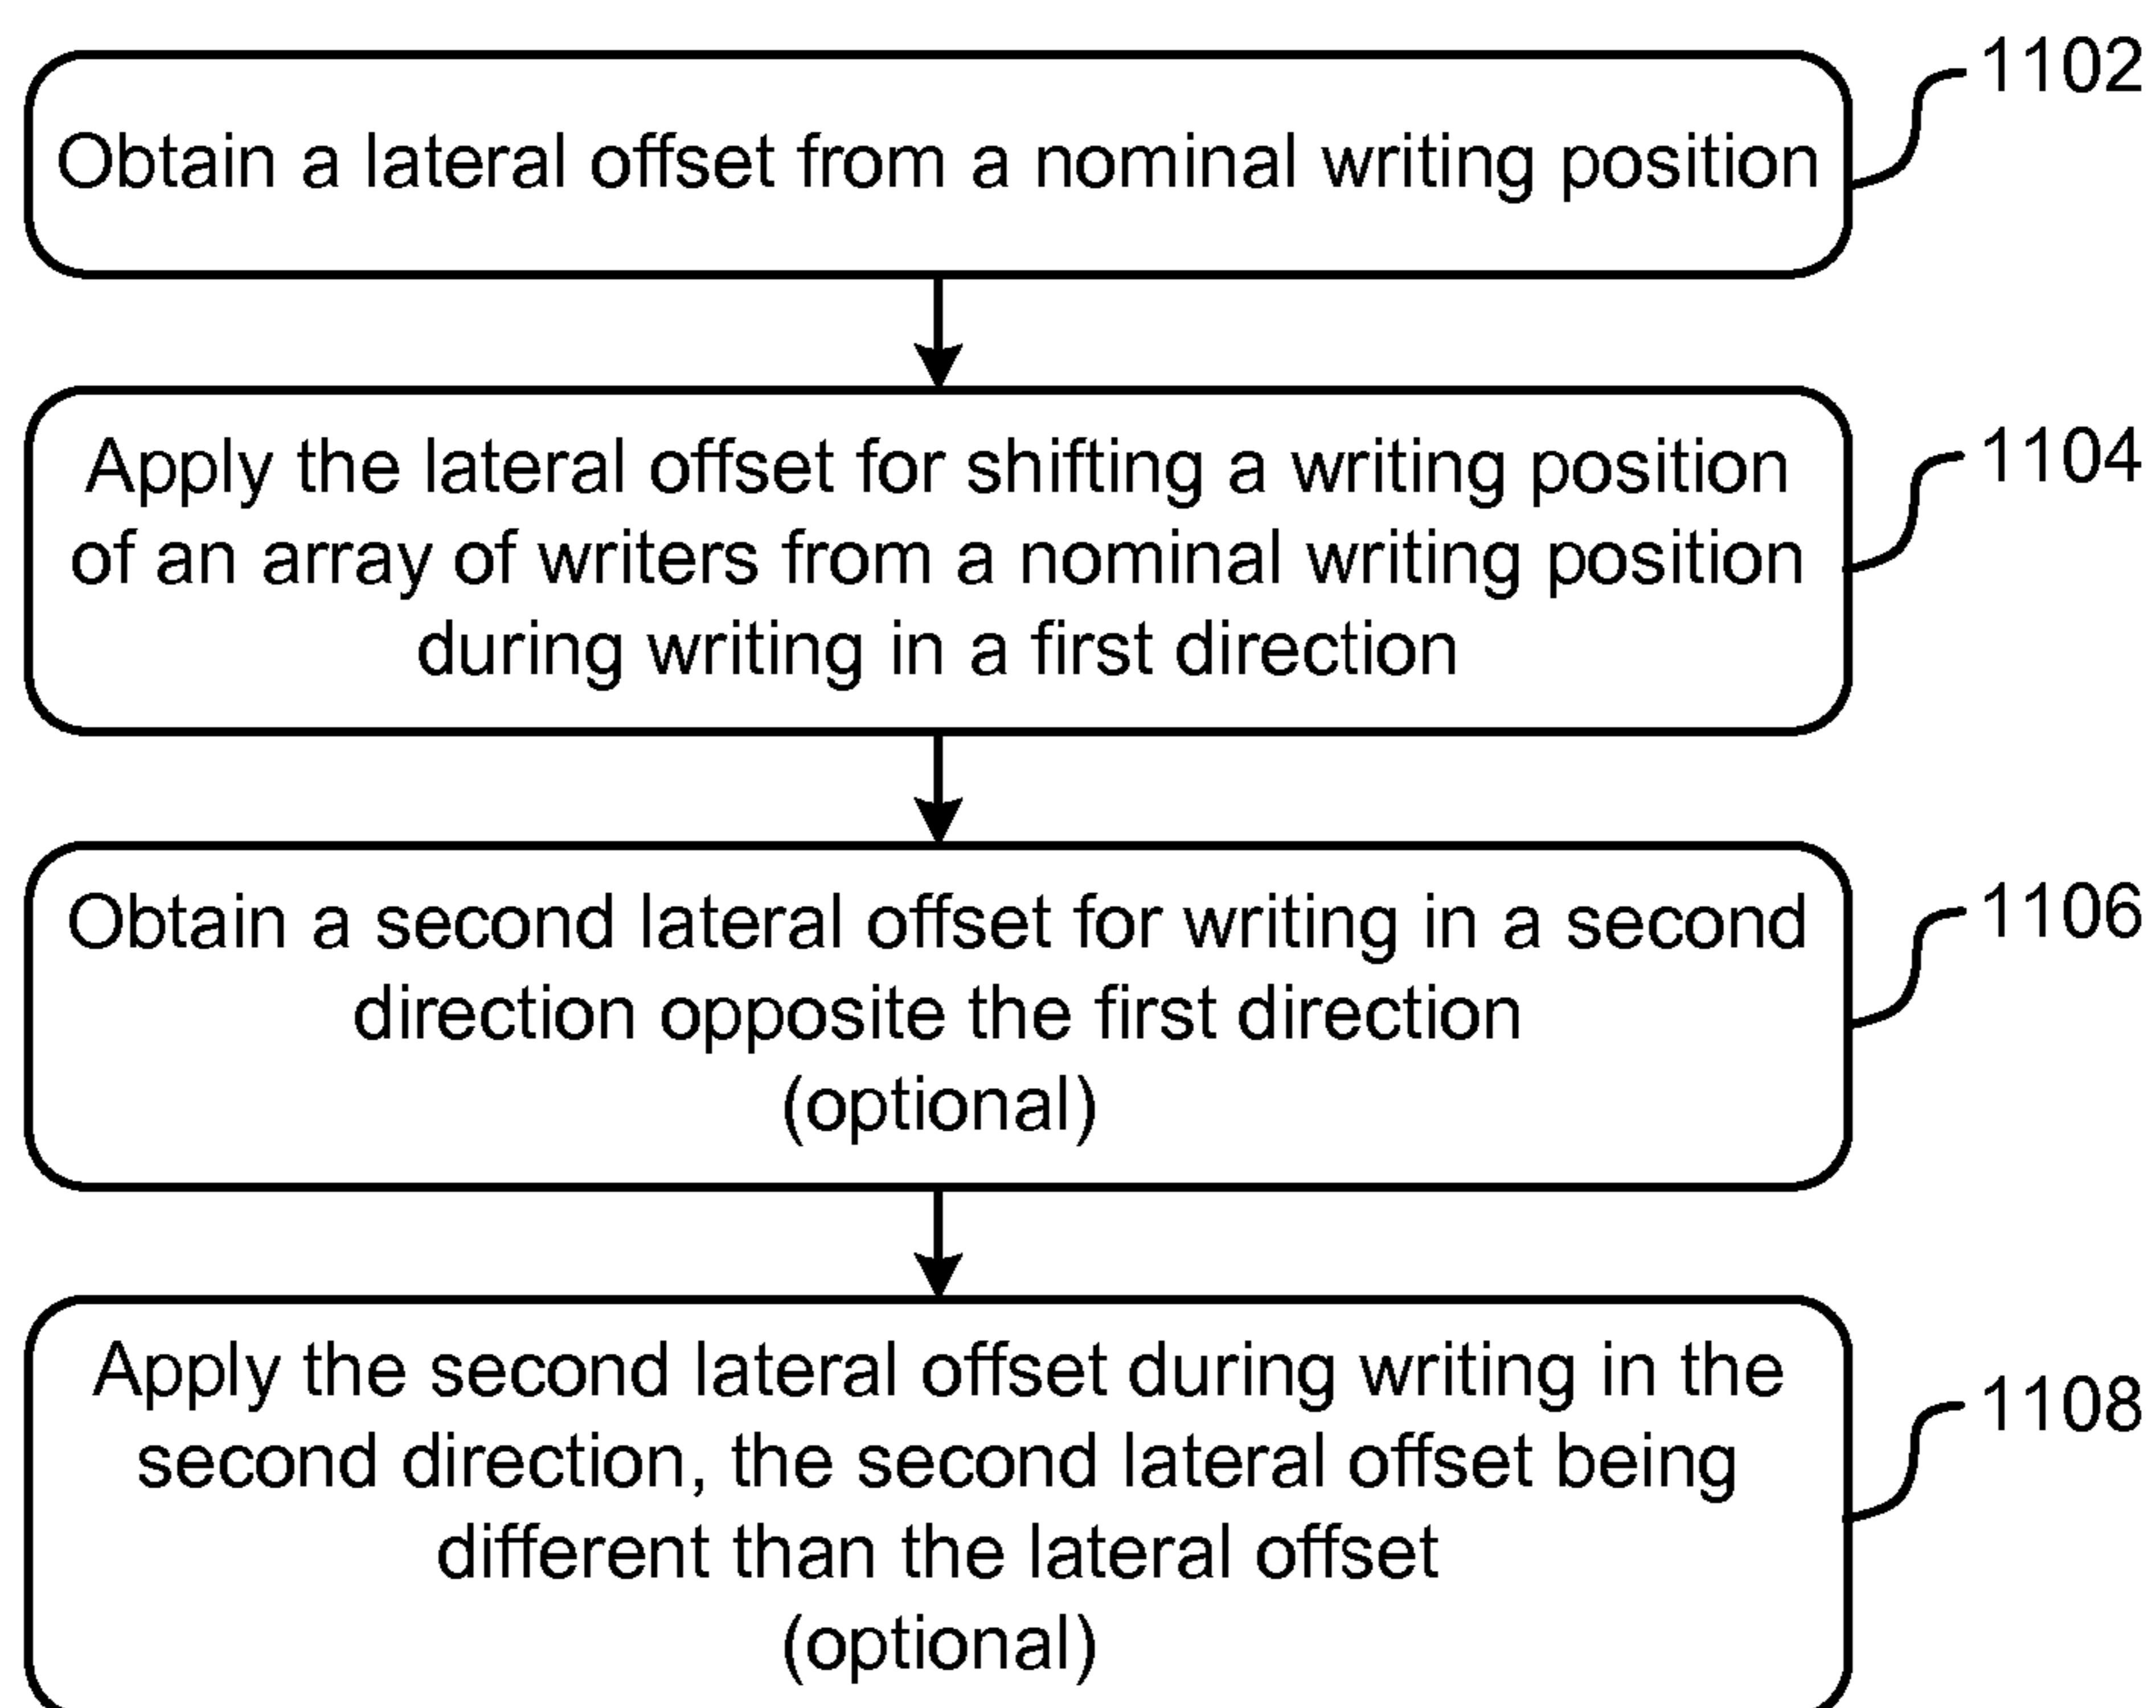 1102
Obtain a lateral offset from a nominal writing position
Apply the lateral offset for shifting a writing position
of an array of writers from a nominal writing position
during writing in a first direction
1104
Obtain a second lateral offset for writing in a second
direction opposite the first direction
(optional)
1106
Apply the second lateral offset during writing in the
second direction, the second lateral offset being
different than the lateral offset
(optional)
1108